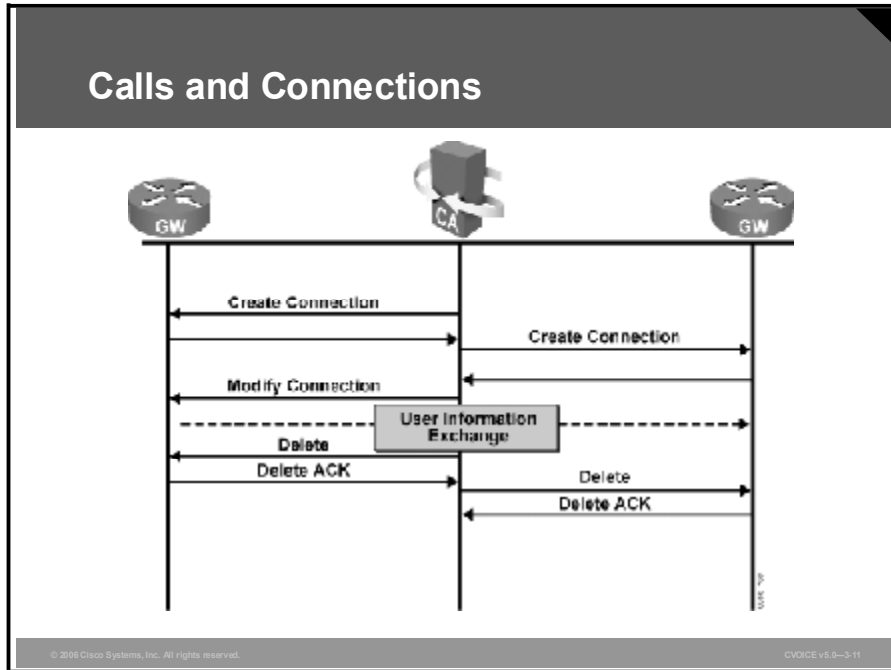 Calls and Connections
GW
CA
GW
Create Connection
Create Connection
Modify Connection
User Information
Exchange
Delete
Delete ACK
Delete
Delete ACK
© 2006 Cisco Systems, Inc. All rights reserved.
CVOICE v5.0—3-11